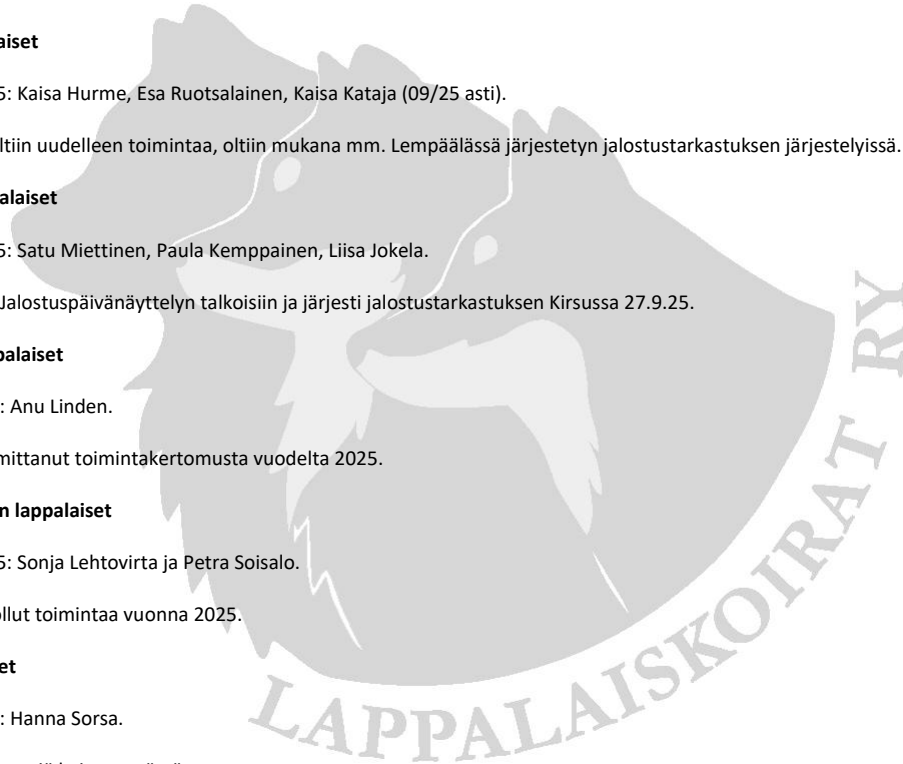 aiset
5: Kaisa Hurme, Esa Ruotsalainen, Kaisa Kataja (09/25 asti).
ltiin uudelleen toimintaa, oltiin mukana mm. Lempäälässä järjestetyn jalostustarkastuksen järjestelyissä.
alaiset
5: Satu Miettinen, Paula Kemppainen, Liisa Jokela.
Jalostuspäivänäyttelyn talkoisiin ja järjesti jalostustarkastuksen Kirsussa 27.9.25.
palaiset
: Anu Linden.
mittanut toimintakertomusta vuodelta 2025.
n lappalaiset
5: Sonja Lehtovirta ja Petra Soisalo.
ollut toimintaa vuonna 2025.
et
: Hanna Sorsa.
LAPPALAISKOIRAT RY